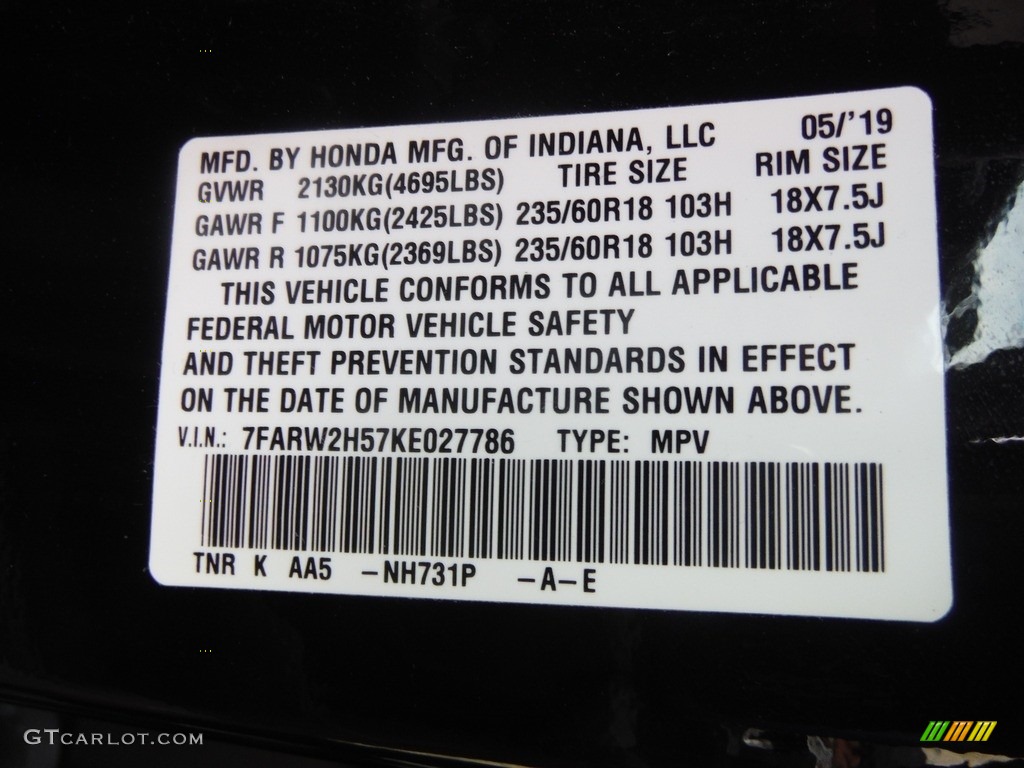 MFD. BY HONDA MFG. OF INDIANA, LLC 05/'19
GVWR 2130KG(4695LBS) TIRE SIZE RIM SIZE
GAWR F 1100KG(2425LBS) 235/60R18 103H 18X7.5J
GAWR R 1075KG(2369LBS) 235/60R18 103H 18X7.5J
THIS VEHICLE CONFORMS TO ALL APPLICABLE
FEDERAL MOTOR VEHICLE SAFETY
AND THEFT PREVENTION STANDARDS IN EFFECT
ON THE DATE OF MANUFACTURE SHOWN ABOVE.
V.I.N.: 7FARW2H57KE027786 TYPE: MPV
TNR K AA5 -NH731P -A-E
GTCARLOT.COM